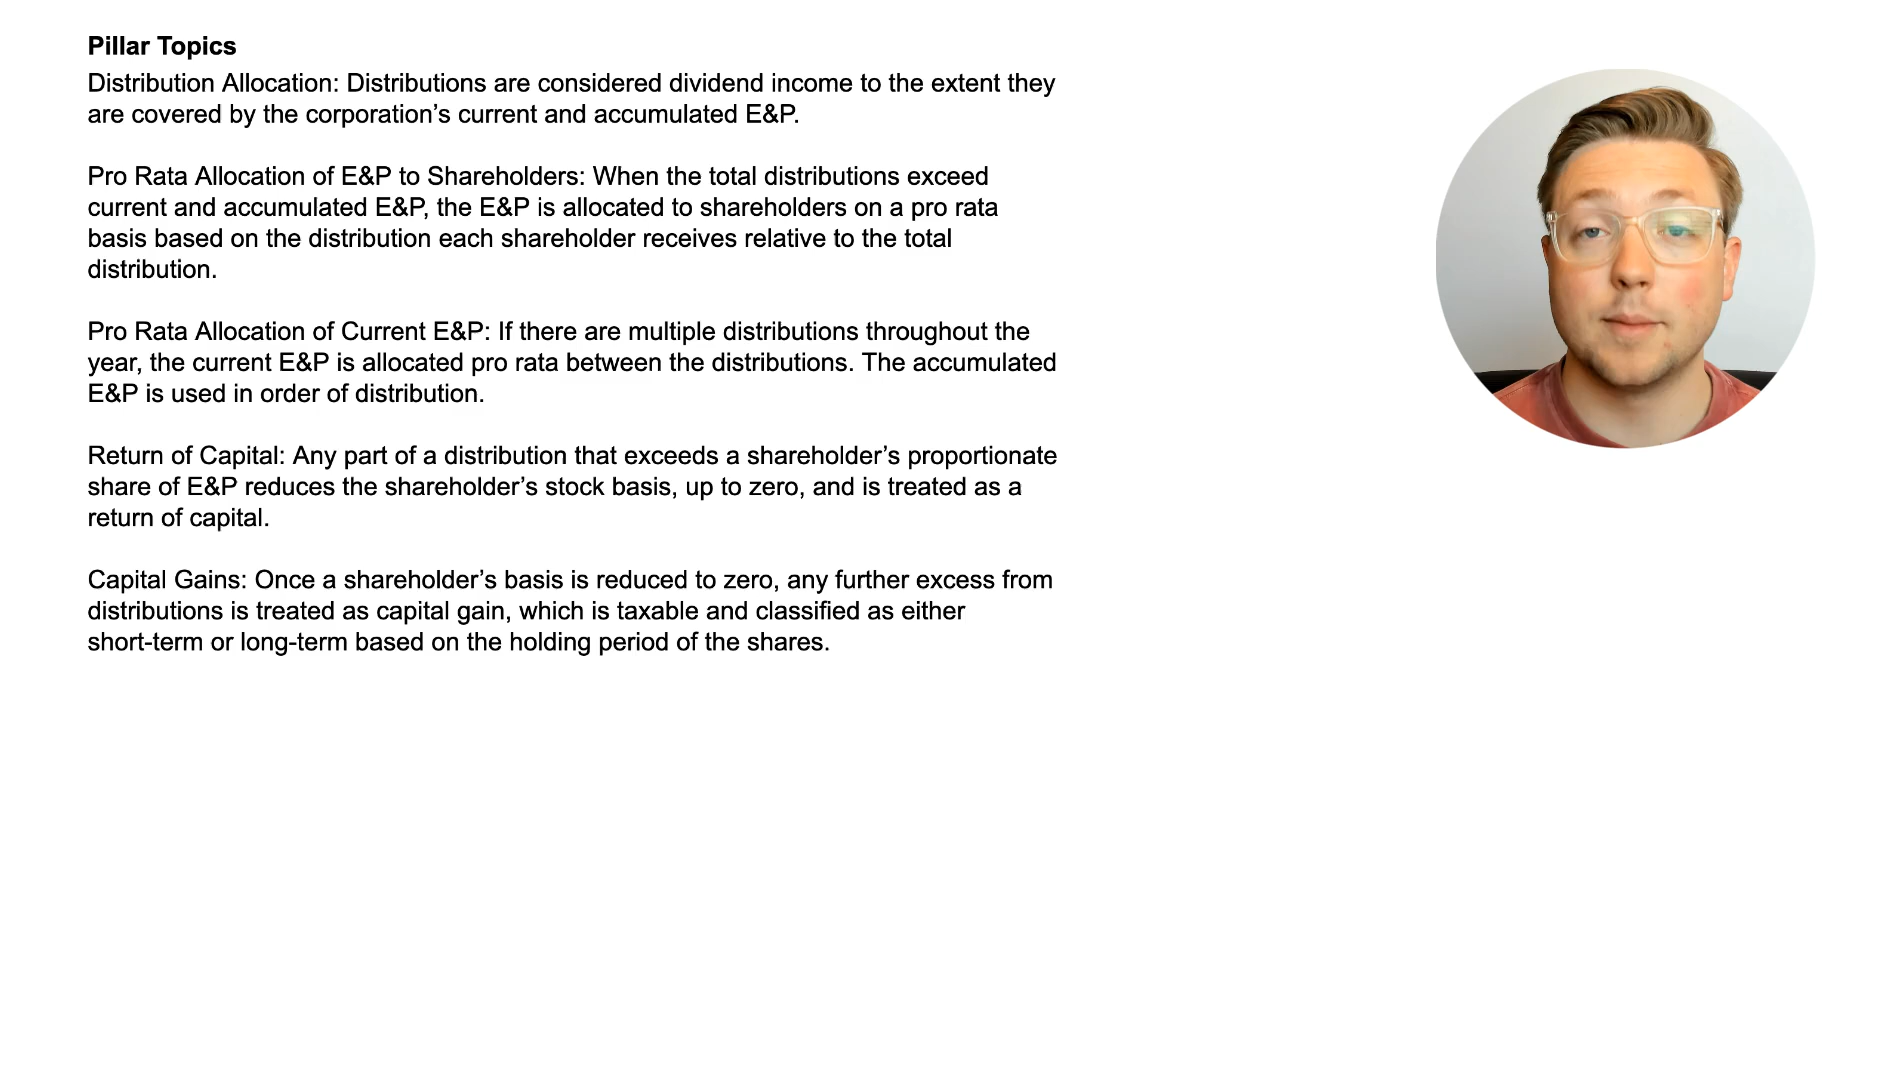 Pillar Topics
Distribution Allocation: Distributions are considered dividend income to the extent they
are covered by the corporation’s current and accumulated E&P.
Pro Rata Allocation of E&P to Shareholders: When the total distributions exceed
current and accumulated E&P, the E&P is allocated to shareholders on a pro rata
basis based on the distribution each shareholder receives relative to the total
distribution.
Pro Rata Allocation of Current E&P: If there are multiple distributions throughout the
year, the current E&P is allocated pro rata between the distributions. The accumulated
E&P is used in order of distribution.
Return of Capital: Any part of a distribution that exceeds a shareholder’s proportionate
share of E&P reduces the shareholder’s stock basis, up to zero, and is treated as a
return of capital.
Capital Gains: Once a shareholder’s basis is reduced to zero, any further excess from
distributions is treated as capital gain, which is taxable and classified as either
short-term or long-term based on the holding period of the shares.